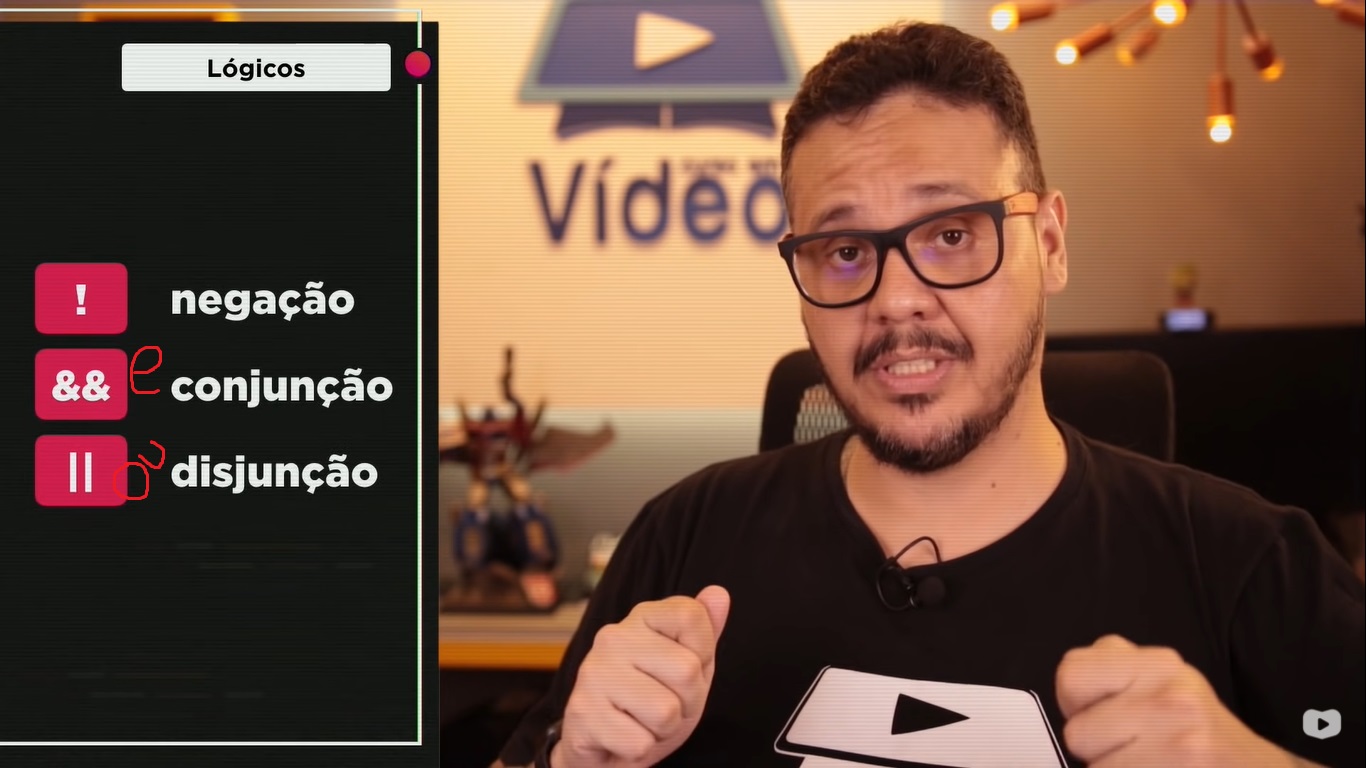 Lógicos
! negação
&& e conjunção
|| ou disjunção
Vídeo